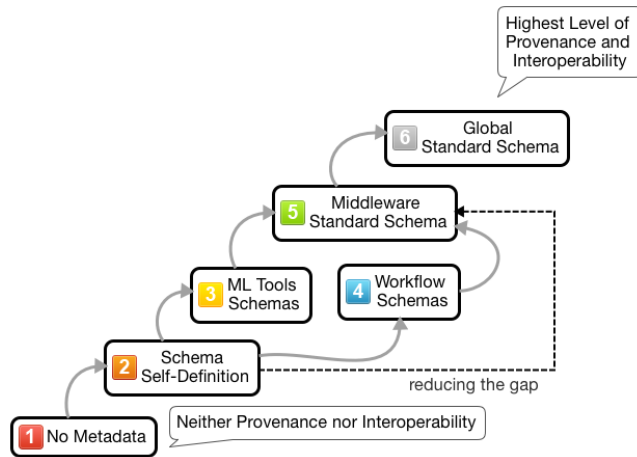 Highest Level of
Provenance and
Interoperability
6
Global
Standard Schema
5
Middleware
Standard Schema
3
ML Tools
Schemas
4
Workflow
Schemas
2
Schema
Self-Definition
reducing the gap
1 No Metadata
Neither Provenance nor Interoperability